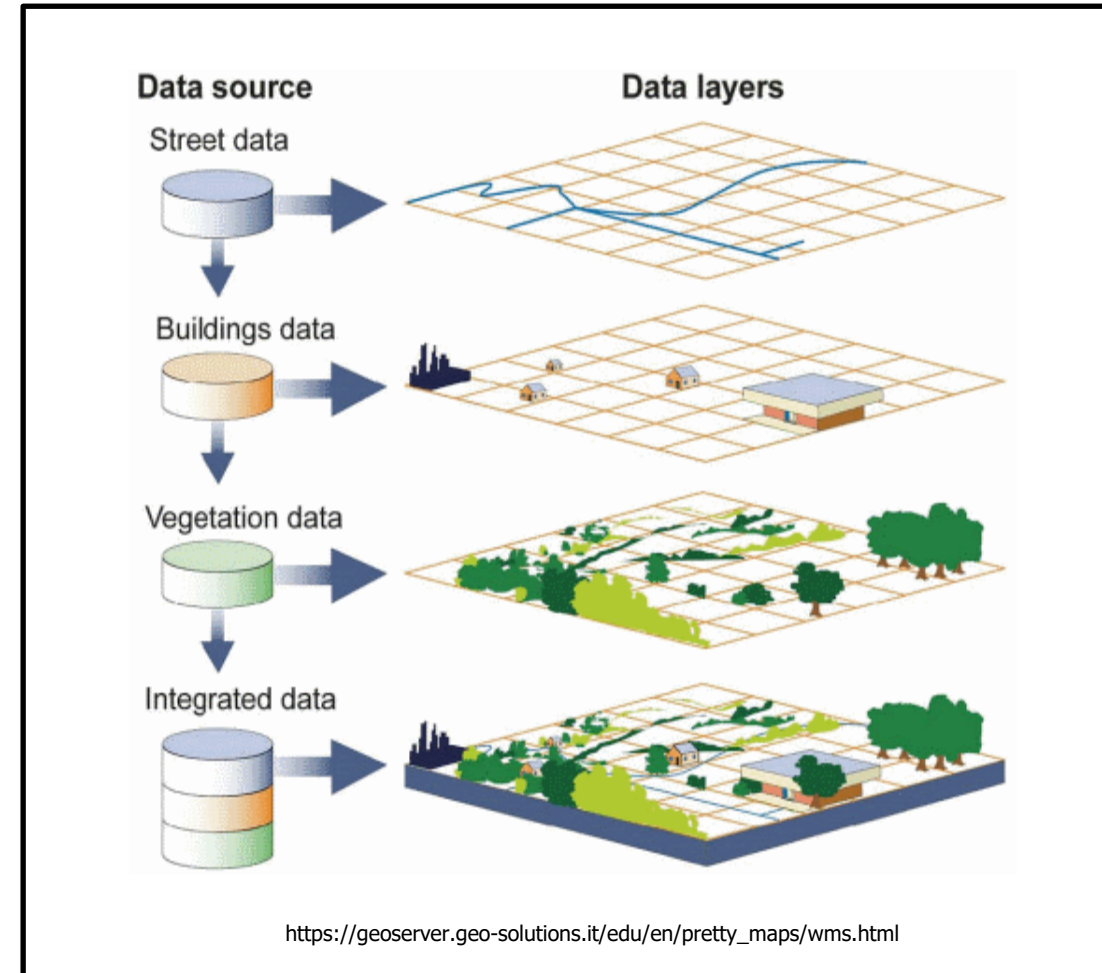 Data source
Data layers
Street data
Buildings data
Vegetation data
Integrated data
https://geoserver.geo-solutions.it/edu/en/pretty_maps/wms.html